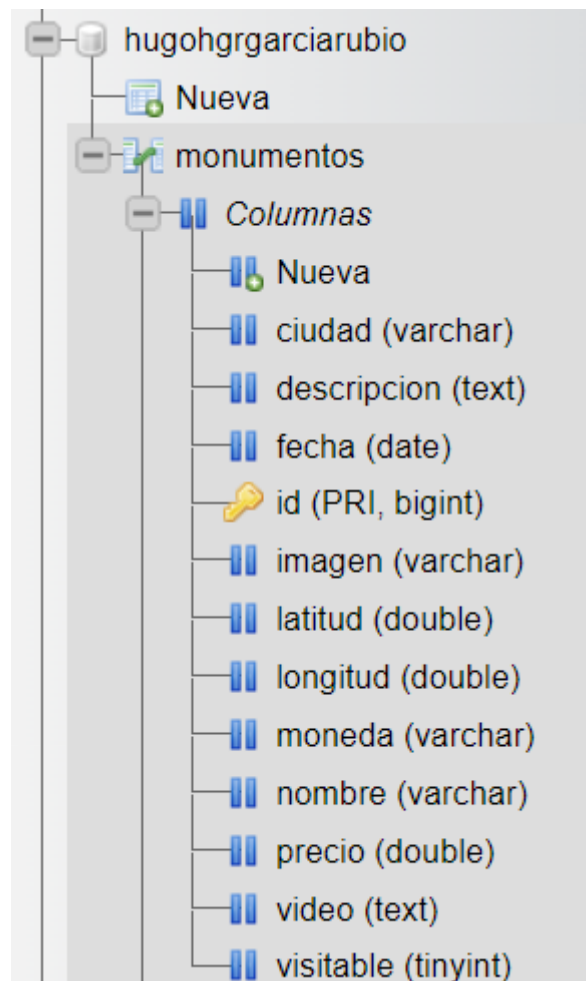 hugohgrgarciarubio
Nueva
monumentos
Columnas
Nueva
ciudad (varchar)
descripcion (text)
fecha (date)
id (PRI, bigint)
imagen (varchar)
latitud (double)
longitud (double)
moneda (varchar)
nombre (varchar)
precio (double)
video (text)
visitable (tinyint)